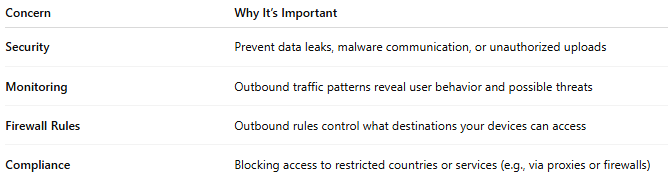 Concern Why It's Important
Security Prevent data leaks, malware communication, or unauthorized uploads
Monitoring Outbound traffic patterns reveal user behavior and possible threats
Firewall Rules Outbound rules control what destinations your devices can access
Compliance Blocking access to restricted countries or services (e.g., via proxies or firewalls)